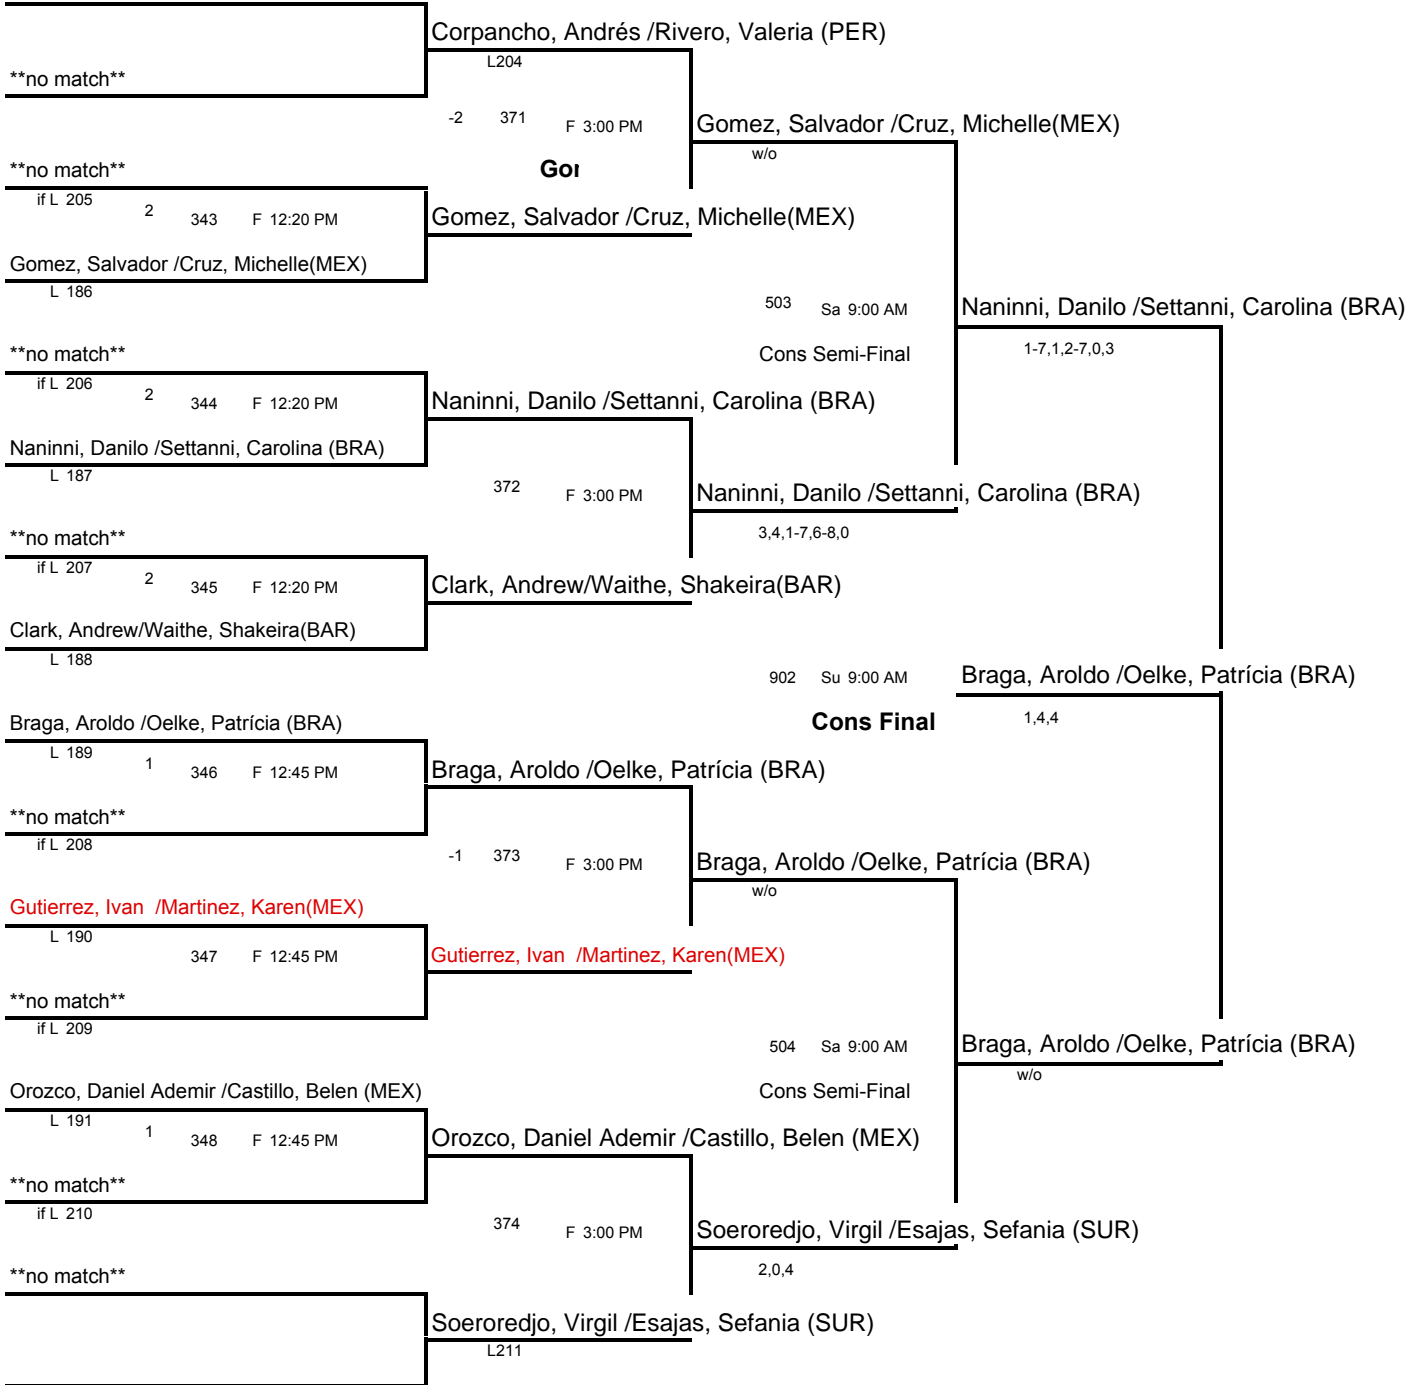 Corpancho, Andrés /Rivero, Valeria (PER)
L204
**no match**
-2 371 F 3:00 PM
Gomez, Salvador /Cruz, Michelle(MEX)
w/o
**no match**
Gor
if L 205
2 343 F 12:20 PM
Gomez, Salvador /Cruz, Michelle(MEX)
Gomez, Salvador /Cruz, Michelle(MEX)
L 186
503 Sa 9:00 AM
Naninni, Danilo /Settanni, Carolina (BRA)
**no match**
Cons Semi-Final
1-7,1,2-7,0,3
if L 206
2 344 F 12:20 PM
Naninni, Danilo /Settanni, Carolina (BRA)
Naninni, Danilo /Settanni, Carolina (BRA)
L 187
372 F 3:00 PM
Naninni, Danilo /Settanni, Carolina (BRA)
**no match**
3,4,1-7,6-8,0
if L 207
2 345 F 12:20 PM
Clark, Andrew/Waithe, Shakeira(BAR)
Clark, Andrew/Waithe, Shakeira(BAR)
L 188
902 Su 9:00 AM
Braga, Aroldo /Oelke, Patrícia (BRA)
Braga, Aroldo /Oelke, Patrícia (BRA)
Cons Final
1,4,4
L 189
1 346 F 12:45 PM
Braga, Aroldo /Oelke, Patrícia (BRA)
**no match**
if L 208
-1 373 F 3:00 PM
Braga, Aroldo /Oelke, Patrícia (BRA)
w/o
Gutierrez, Ivan /Martinez, Karen(MEX)
L 190
347 F 12:45 PM
Gutierrez, Ivan /Martinez, Karen(MEX)
**no match**
if L 209
504 Sa 9:00 AM
Braga, Aroldo /Oelke, Patrícia (BRA)
w/o
Orozco, Daniel Ademir /Castillo, Belen (MEX)
Cons Semi-Final
L 191
1 348 F 12:45 PM
Orozco, Daniel Ademir /Castillo, Belen (MEX)
**no match**
if L 210
374 F 3:00 PM
Soeroredjo, Virgil /Esajas, Sefania (SUR)
**no match**
2,0,4
Soeroredjo, Virgil /Esajas, Sefania (SUR)
L211